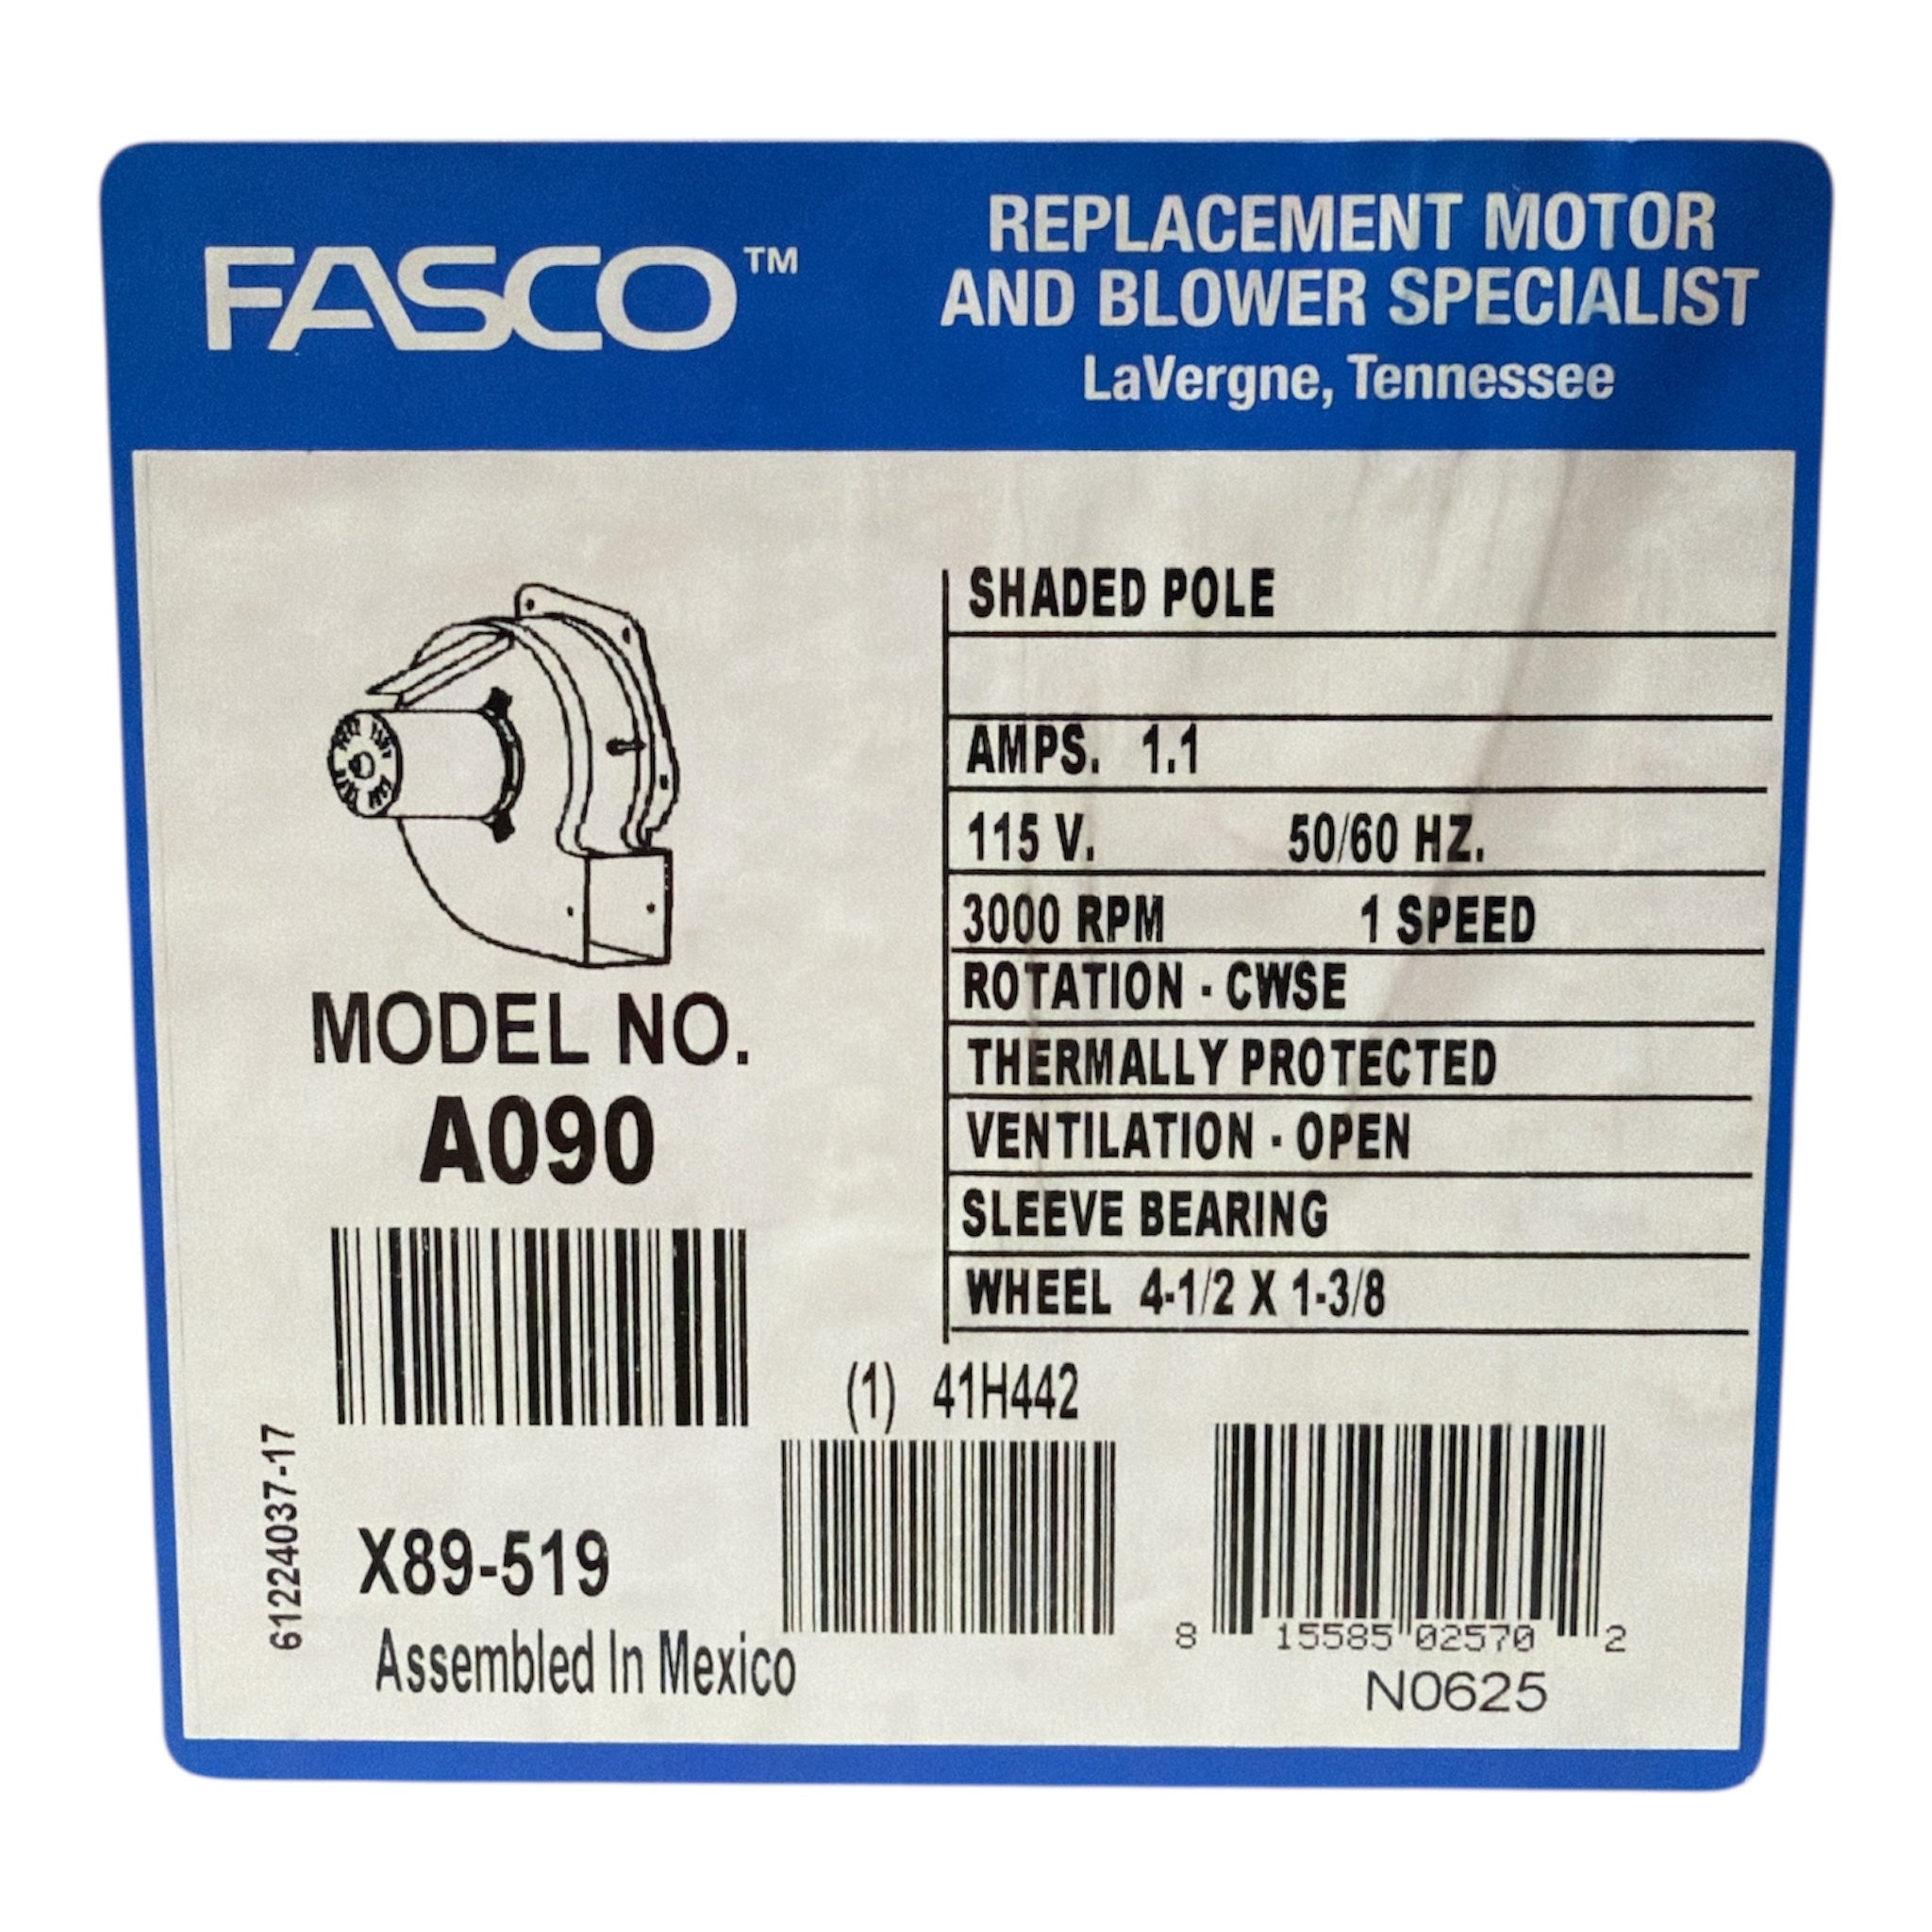 FASCO™
REPLACEMENT MOTOR
AND BLOWER SPECIALIST
LaVergne, Tennessee
SHADED POLE
AMPS. 1.1
115 V. 50/60 HZ.
3000 RPM 1 SPEED
ROTATION - CWSE
THERMALLY PROTECTED
VENTILATION - OPEN
SLEEVE BEARING
WHEEL 4-1/2 X 1-3/8
MODEL NO.
A090
61224037-17
X89-519
Assembled In Mexico
(1) 41H442
8 15585 02570 2
N0625